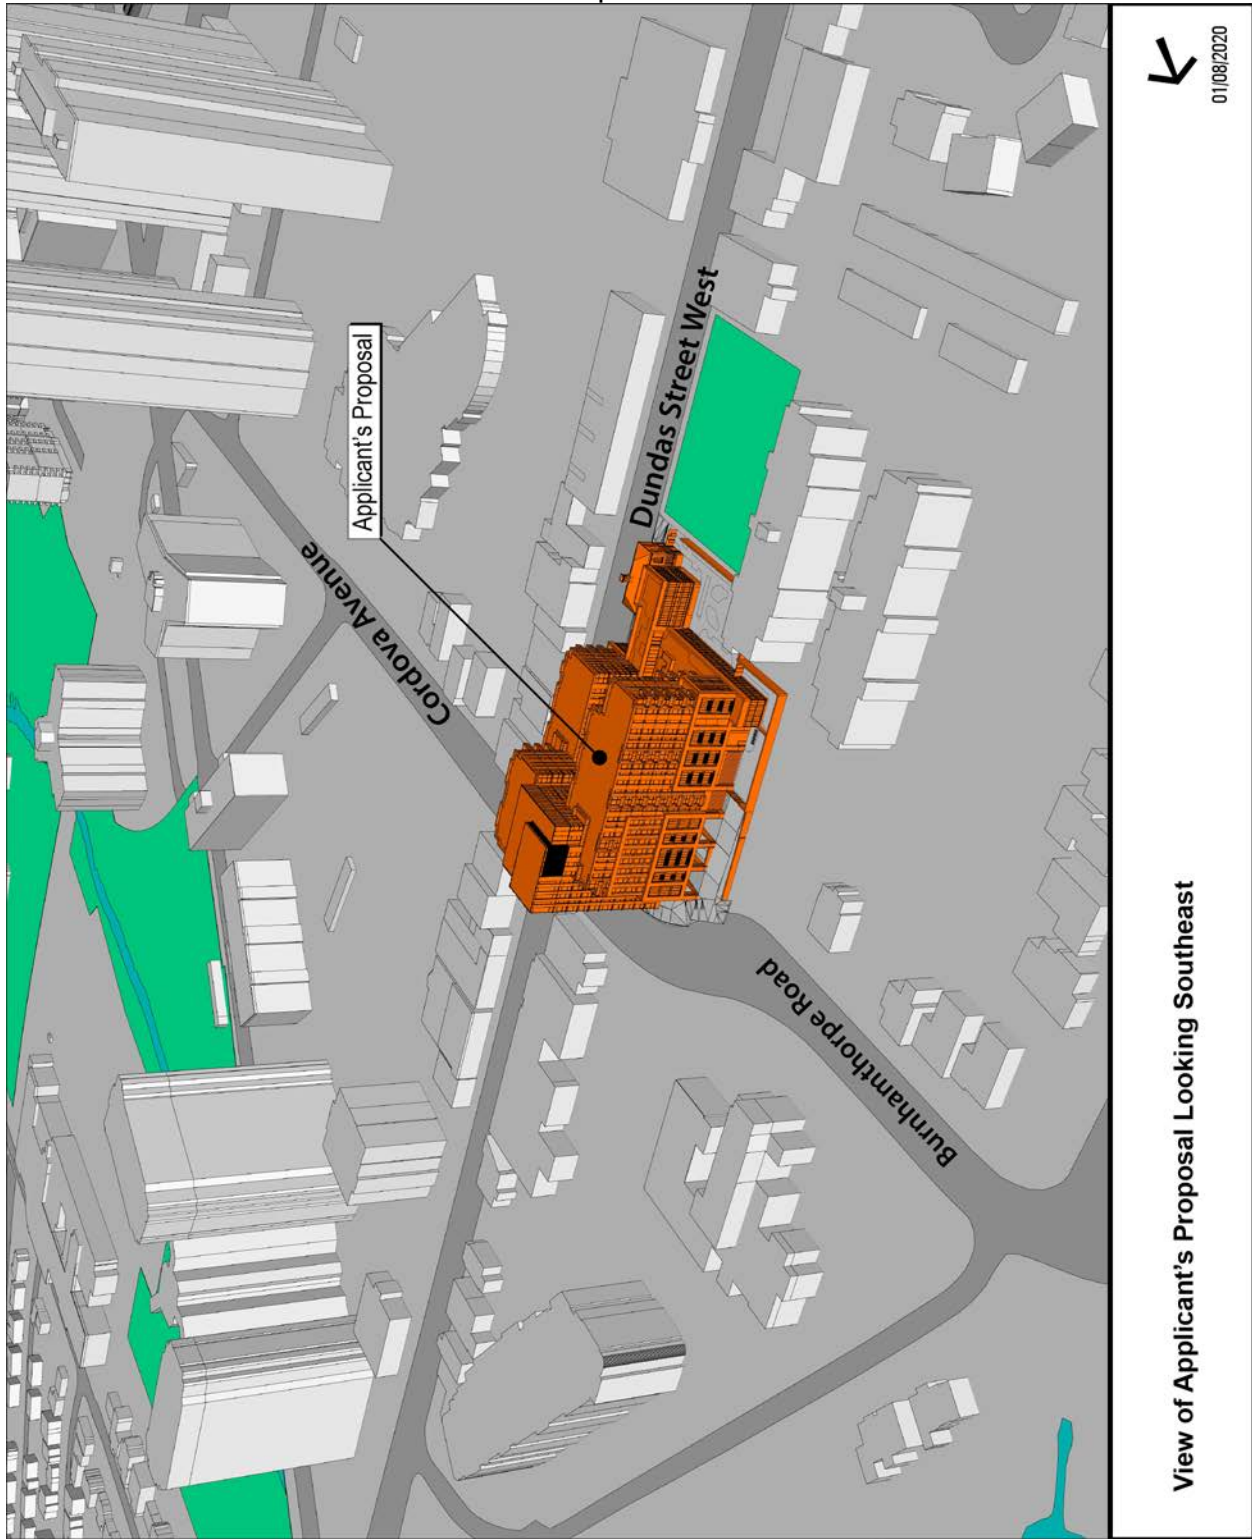 Applicant's Proposal
Cordova Avenue
Dundas Street West
Burnhamthorpe Road
View of Applicant's Proposal Looking Southeast
01/08/2020